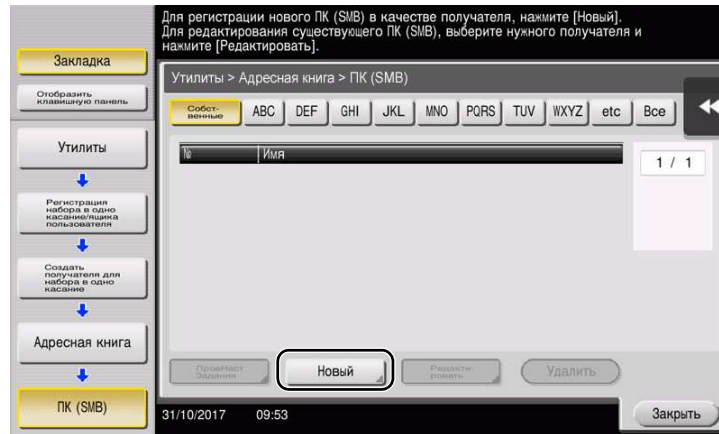 Для регистрации нового ПК (SMB) в качестве получателя, нажмите [Новый].
Для редактирования существующего ПК (SMB), выберите нужного получателя и
нажмите [Редактировать].
Закладка
Отобразить
клавишную панель
Утилиты
Регистрация
набора в одно
касание/ящика
пользователя
Создать
получателя для
набора в одно
касание
Адресная книга
ПК (SMB)
Утилиты > Адресная книга > ПК (SMB)
Собст-
венные
ABC
DEF
GHI
JKL
MNO
PQRS
TUV
WXYZ
etc
Все
№
Имя
1 / 1
ПровНаст
Задания
Новый
Редакти-
ровать
Удалить
31/10/2017 09:53
Закрыть